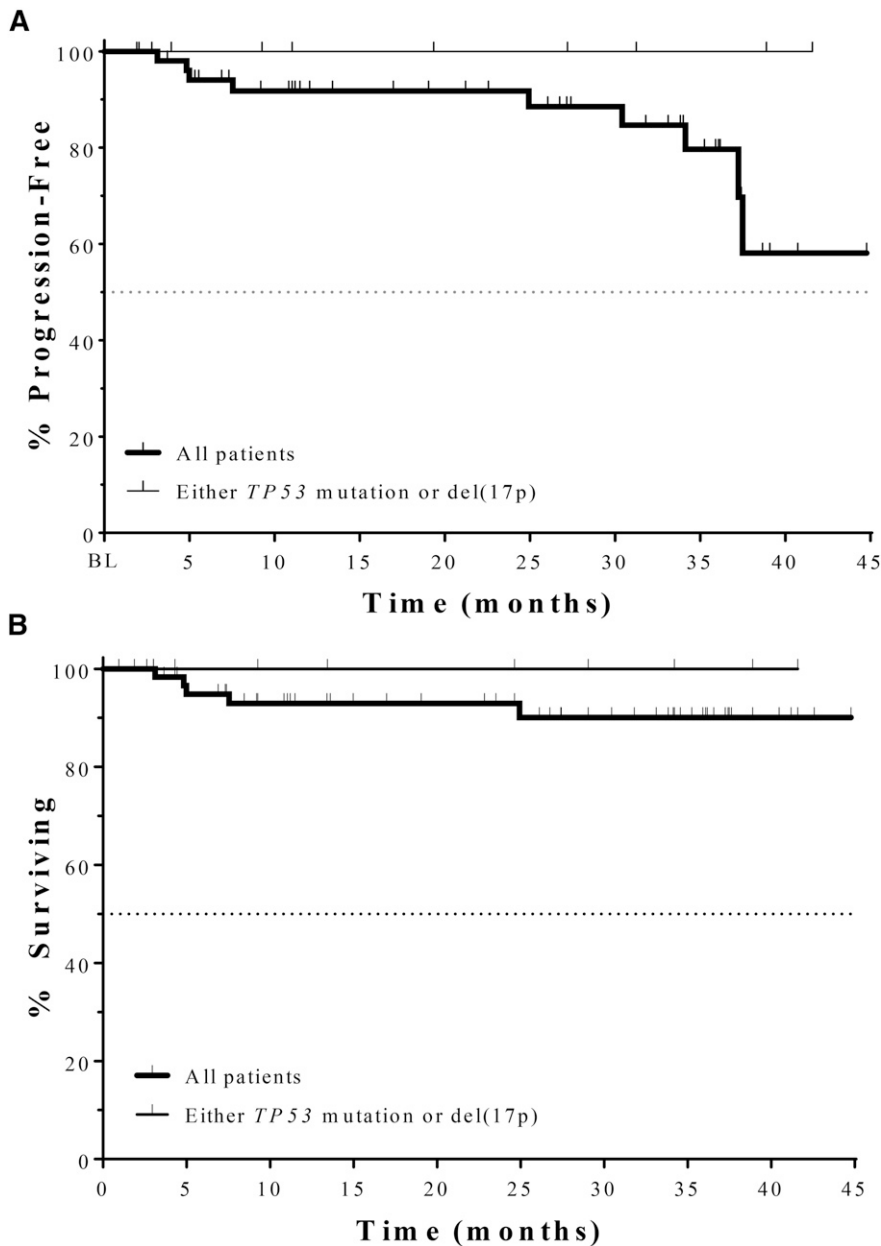 A
100
80
60
40
20
0
% Progression-Free
All patients
Either TP53 mutation or del(17p)
BL 5 10 15 20 25 30 35 40 45
Time (months)
B
100
80
60
40
20
0
% Surviving
All patients
Either TP53 mutation or del(17p)
0 5 10 15 20 25 30 35 40 45
Time (months)